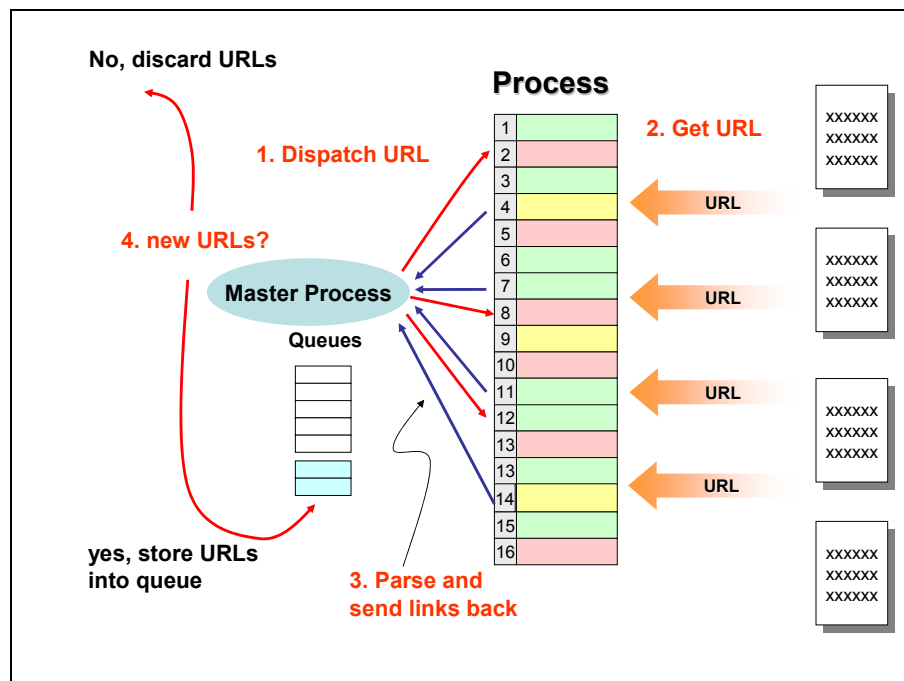 No, discard URLs
Process
1. Dispatch URL
2. Get URL
4. new URLs?
Master Process
Queues
1
2
3
4
5
6
7
8
9
10
11
12
13
13
14
15
16
URL
URL
URL
URL
xxxxxx
xxxxxx
xxxxxx
xxxxxx
xxxxxx
xxxxxx
xxxxxx
xxxxxx
xxxxxx
xxxxxx
xxxxxx
xxxxxx
yes, store URLs
into queue
3. Parse and
send links back